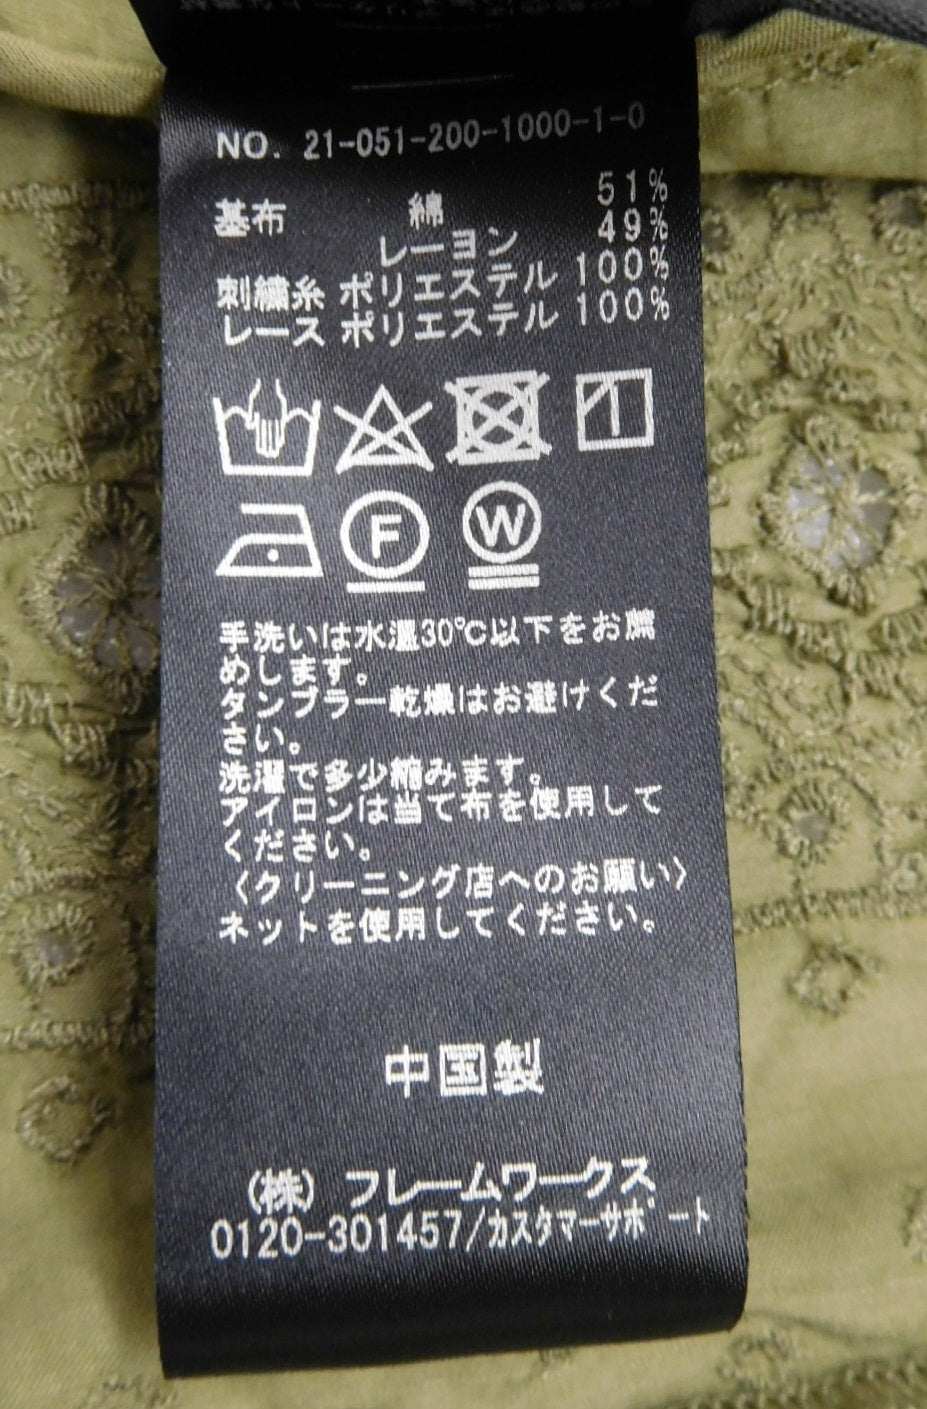 NO. 21-051-200-1000-1-0
基布 綿 51%
レーヨン 49%
刺繍糸 ポリエステル 100%
レース ポリエステル 100%
F W
手洗いは水温30℃以下をお薦
めします。
タンブラー乾燥はお避けくだ
さい。
洗濯で多少縮みます。
アイロンは当て布を使用して
ください。
〈クリーニング店へのお願い〉
ネットを使用してください。
中国製
(株) フレームワークス
0120-301457/カスタマーサポート